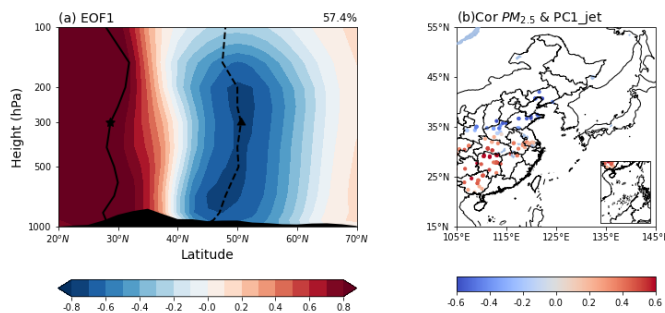 (a) EOF1 57.4%
100
200
300
500
1000
Height (hPa)
20°N 30°N 40°N 50°N 60°N 70°N
Latitude
-0.8 -0.6 -0.4 -0.2 -0.0 0.2 0.4 0.6 0.8
(b)Cor PM2.5 & PC1_jet
55°N
45°N
35°N
25°N
15°N
105°E 115°E 125°E 135°E 145°E
-0.6 -0.4 -0.2 0.0 0.2 0.4 0.6